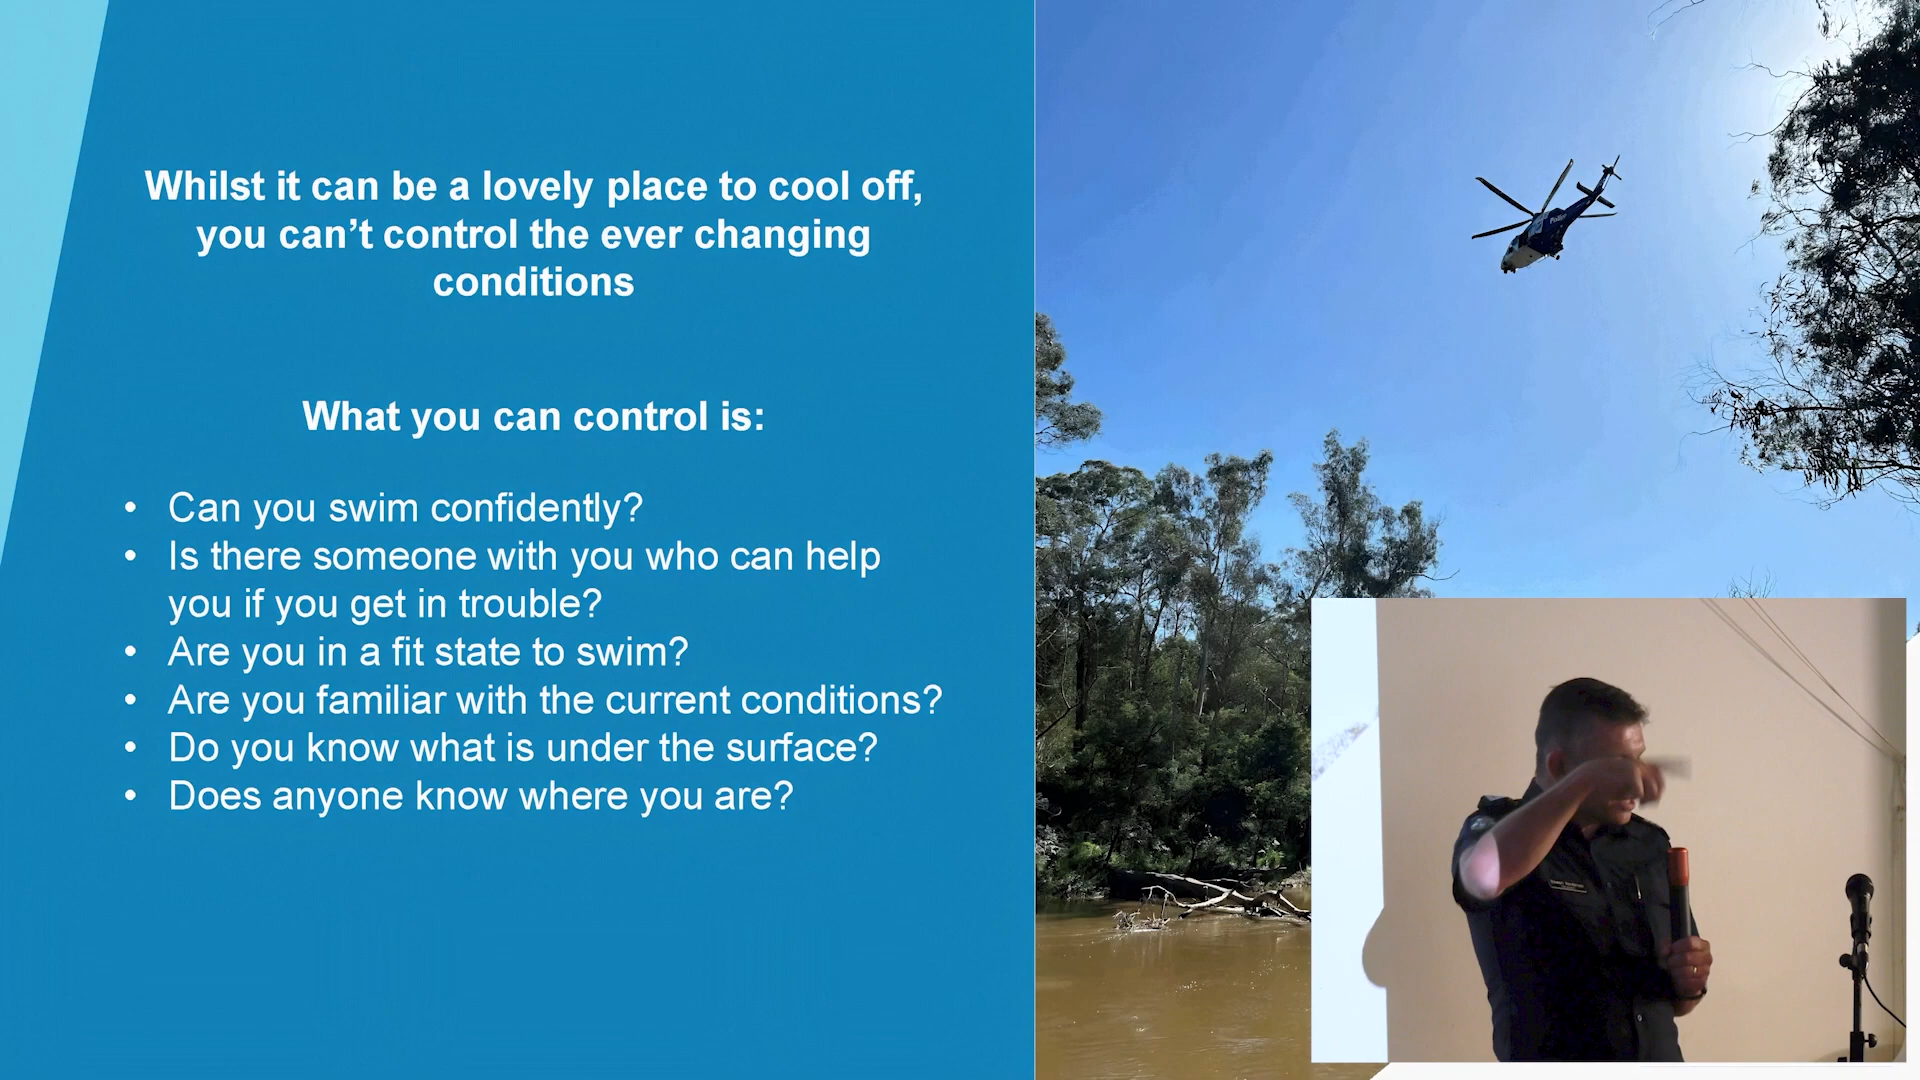 Whilst it can be a lovely place to cool off,
you can’t control the ever changing
conditions
What you can control is:
• Can you swim confidently?
• Is there someone with you who can help
you if you get in trouble?
• Are you in a fit state to swim?
• Are you familiar with the current conditions?
• Do you know what is under the surface?
• Does anyone know where you are?
Police